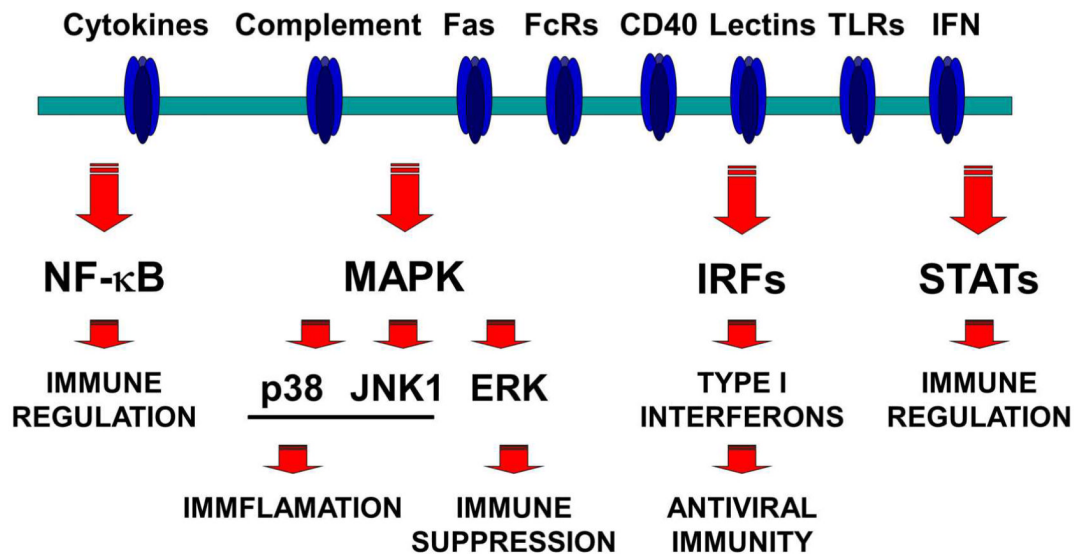 Cytokines Complement Fas FcRs CD40 Lectins TLRs IFN
NF-κB MAPK IRFs STATs
IMMUNE
REGULATION
p38 JNK1 ERK
TYPE I
INTERFERONS
IMMUNE
REGULATION
IMMFLAMATION
IMMUNE
SUPPRESSION
ANTIVIRAL
IMMUNITY